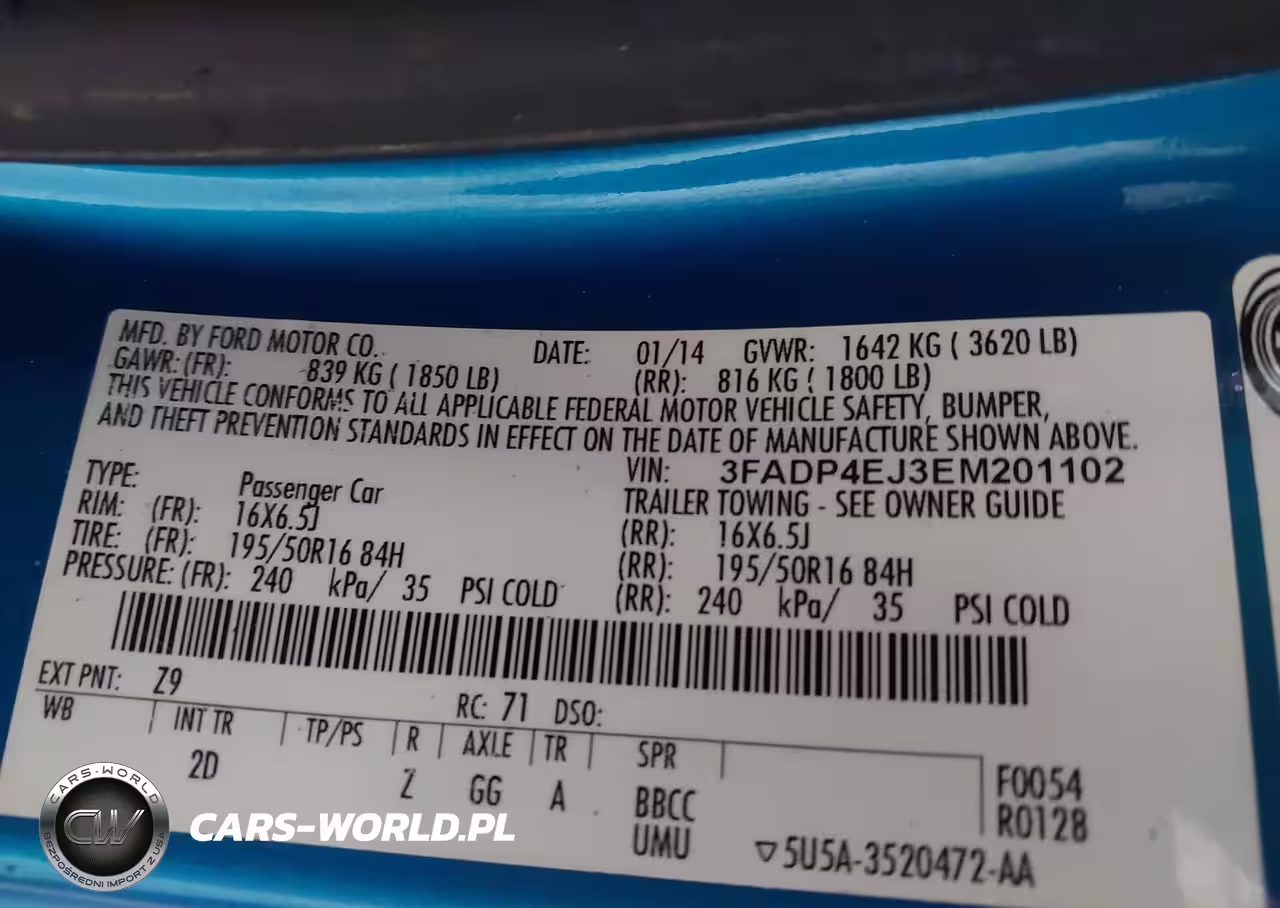 MFD. BY FORD MOTOR CO. DATE: 01/14 GVWR: 1642 KG ( 3620 LB)
GAWR: (FR): 839 KG ( 1850 LB) (RR): 816 KG ( 1800 LB)
THIS VEHICLE CONFORMS TO ALL APPLICABLE FEDERAL MOTOR VEHICLE SAFETY, BUMPER,
AND THEFT PREVENTION STANDARDS IN EFFECT ON THE DATE OF MANUFACTURE SHOWN ABOVE.
VIN: 3FADP4EJ3EM201102
TYPE: Passenger Car TRAILER TOWING - SEE OWNER GUIDE
RIM: (FR): 16X6.5J (RR): 16X6.5J
TIRE: (FR): 195/50R16 84H (RR): 195/50R16 84H
PRESSURE: (FR): 240 kPa/ 35 PSI COLD (RR): 240 kPa/ 35 PSI COLD
EXT PNT: Z9 RC: 71 DSO:
WB INT TR TP/PS R AXLE TR SPR
2D Z GG A BBCC F0054
UMU R0128
▽5U5A-3520472-AA
CARS-WORLD
CW
BEZPOŚREDNI IMPORT Z USA
CARS-WORLD.PL